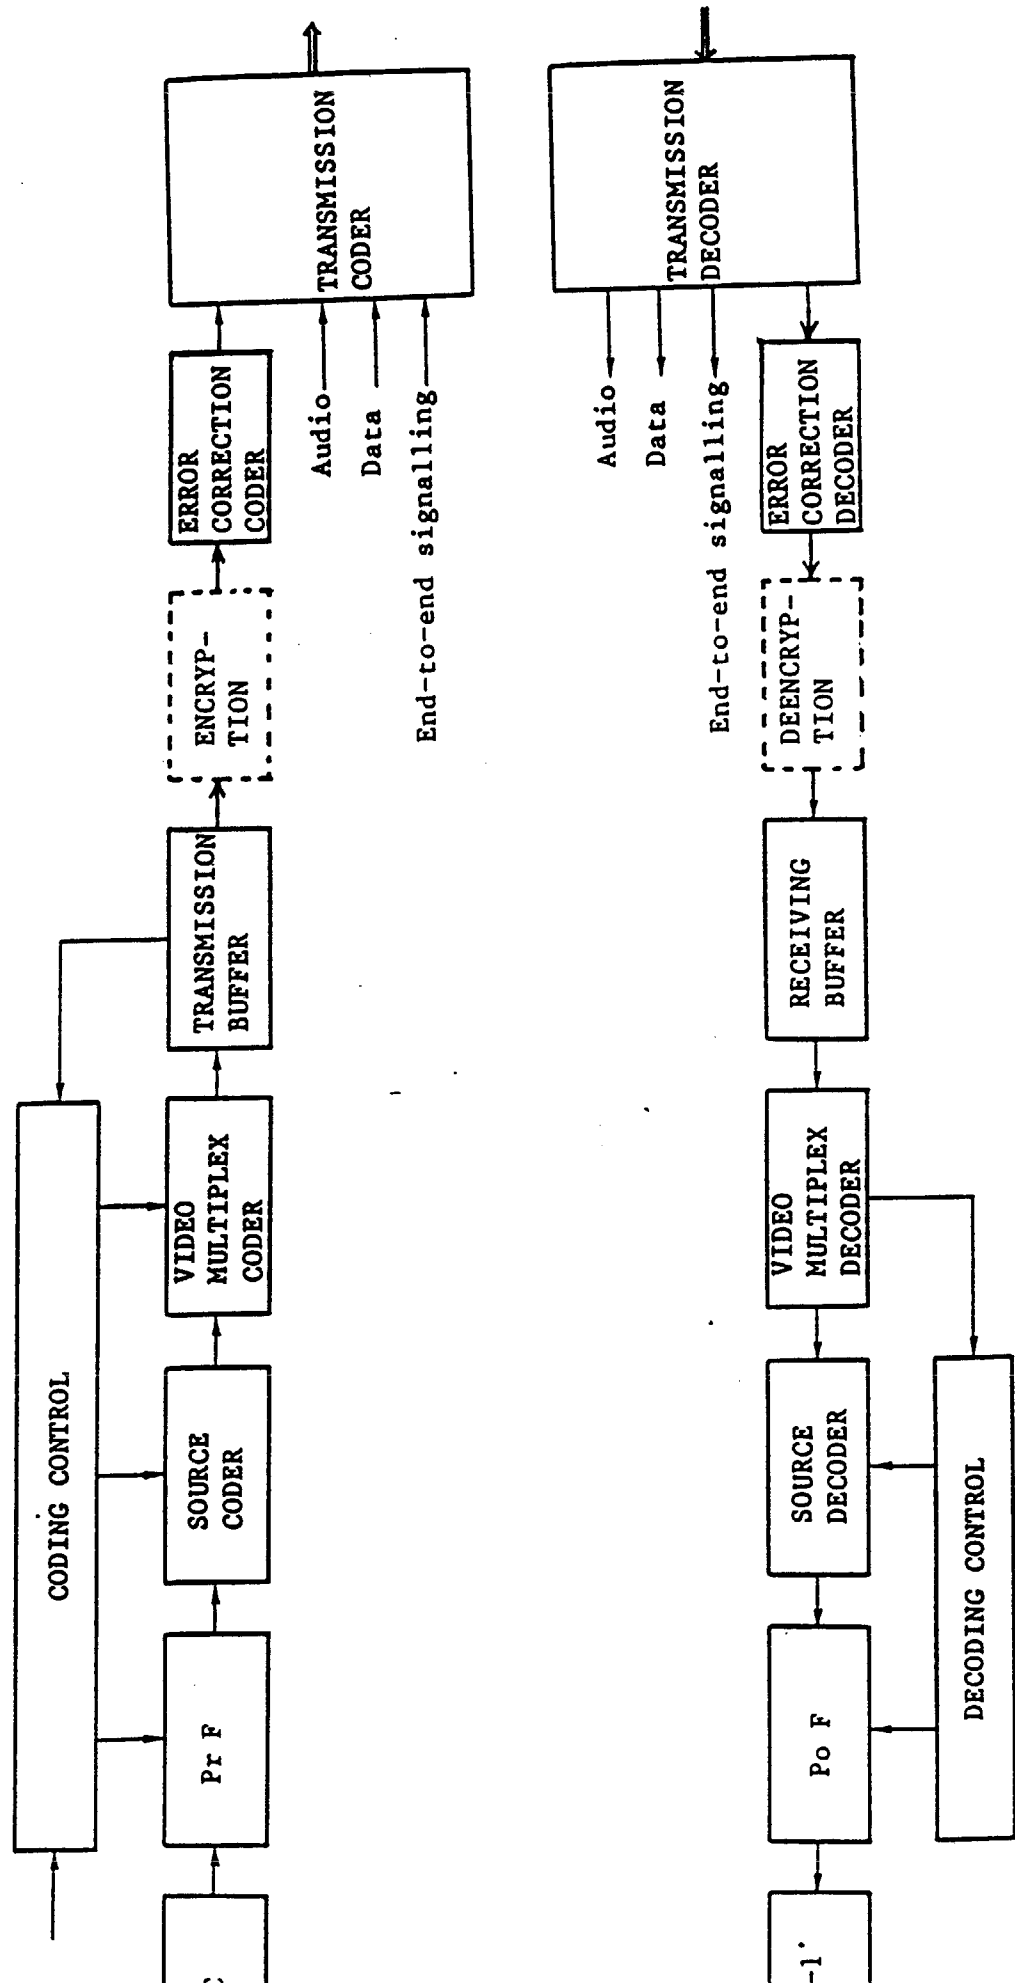 CODING CONTROL
Pr F
SOURCE
CODER
VIDEO
MULTIPLEX
CODER
TRANSMISSION
BUFFER
ENCRYP-
TION
ERROR
CORRECTION
CODER
TRANSMISSION
CODER
Audio
Data
End-to-end signalling
TRANSMISSION
DECODER
Audio
Data
End-to-end signalling
ERROR
CORRECTION
DECODER
DEENCRYP-
TION
RECEIVING
BUFFER
VIDEO
MULTIPLEX
DECODER
SOURCE
DECODER
Po F
-1
DECODING CONTROL